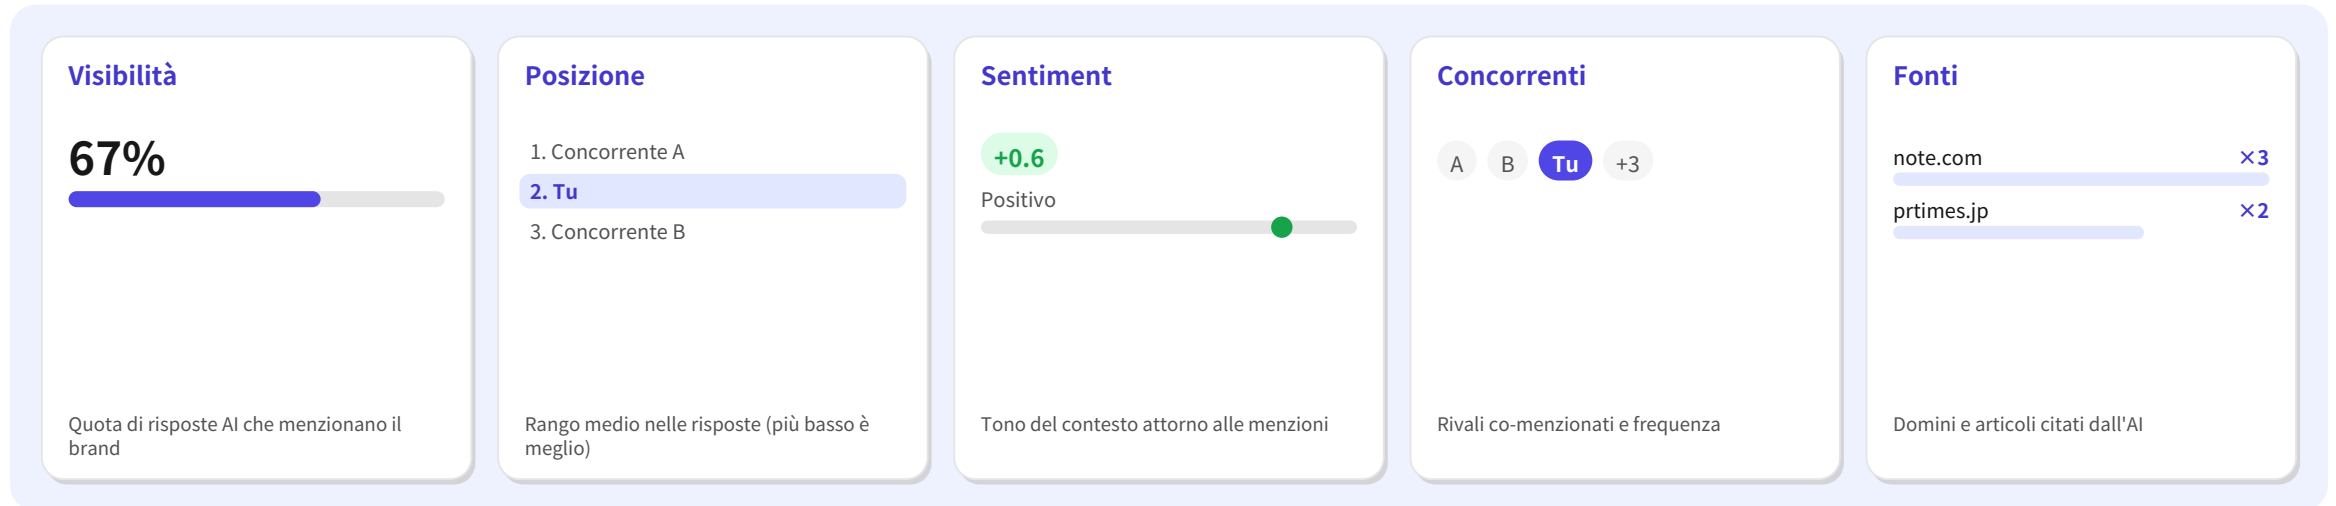 Visibilità
67%
Quota di risposte AI che menzionano il
brand
Posizione
1. Concorrente A
2. Tu
3. Concorrente B
Rango medio nelle risposte (più basso è
meglio)
Sentiment
+0.6
Positivo
Tono del contesto attorno alle menzioni
Concorrenti
A B Tu +3
Rivali co-menzionati e frequenza
Fonti
note.com ×3
prtimes.jp ×2
Domini e articoli citati dall'AI